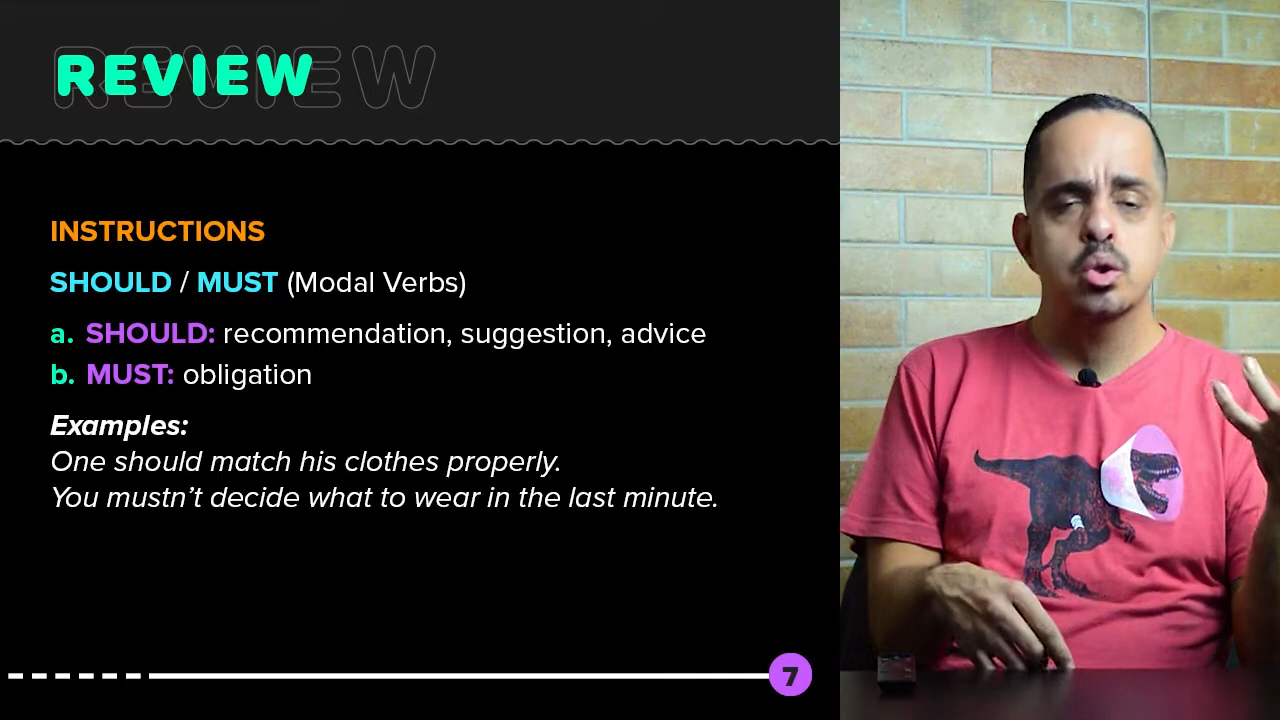 REVIEW
INSTRUCTIONS
SHOULD / MUST (Modal Verbs)
a. SHOULD: recommendation, suggestion, advice
b. MUST: obligation
Examples:
One should match his clothes properly.
You mustn’t decide what to wear in the last minute.
7